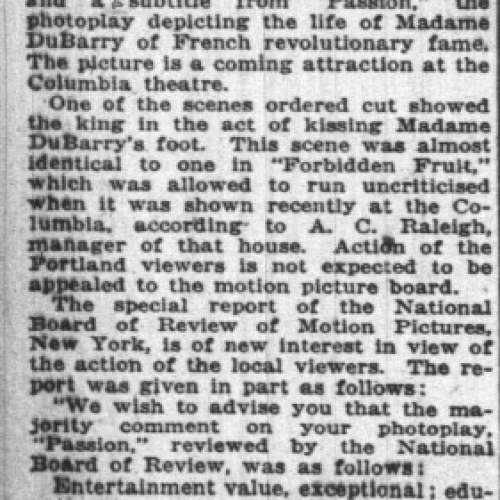 and a subtitle from "Passion," the
photoplay depicting the life of Madame
DuBarry of French revolutionary fame.
The picture is a coming attraction at the
Columbia theatre.
One of the scenes ordered cut showed
the king in the act of kissing Madame
DuBarry's foot. This scene was almost
identical to one in "Forbidden Fruit,"
which was allowed to run uncriticised
when it was shown recently at the Co-
lumbia, according to A. C. Raleigh,
manager of that house. Action of the
Portland viewers is not expected to be
appealed to the motion picture board.
The special report of the National
Board of Review of Motion Pictures,
New York, is of new interest in view of
the action of the local viewers. The re-
port was given in part as follows:
"We wish to advise you that the ma-
jority comment on your photoplay,
"Passion," reviewed by the National
Board of Review, was as follows:
Entertainment value, exceptional; edu-